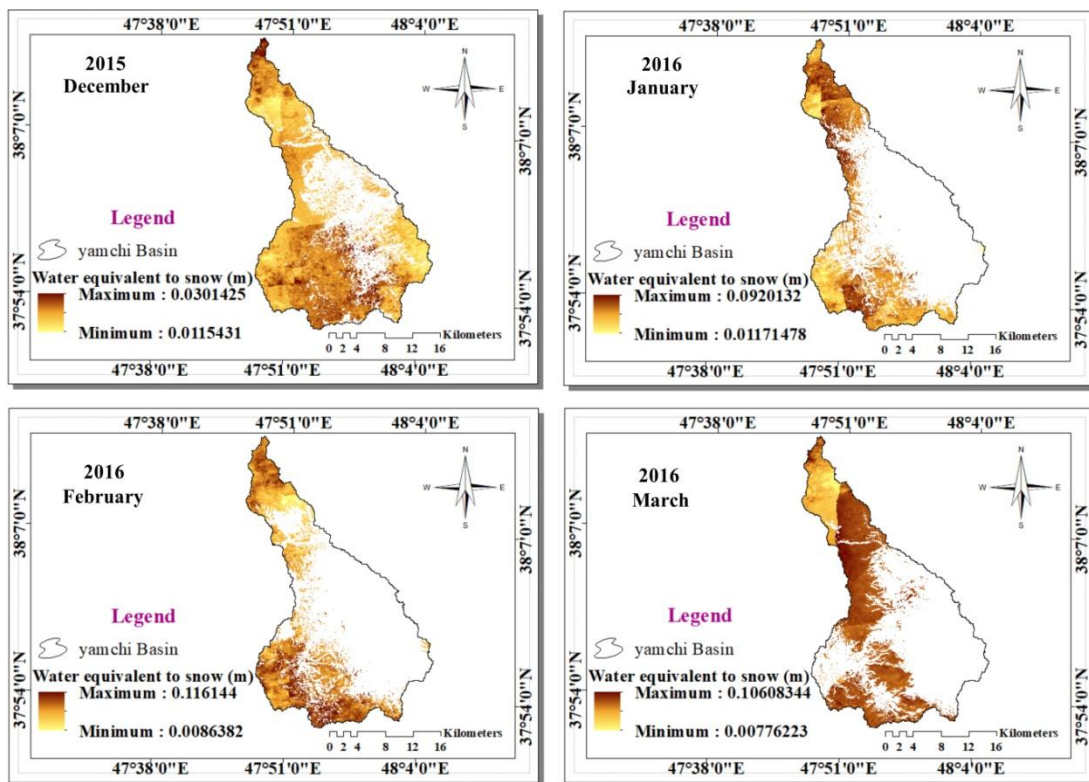 47°38'0"E 47°51'0"E 48°4'0"E
2015
December
N
W E
S
38°7'0"N 38°7'0"N
Legend
yamchi Basin
Water equivalent to snow (m)
Maximum : 0.0301425
Minimum : 0.0115431
37°54'0"N 37°54'0"N
Kilometers
0 2 4 8 12 16
47°38'0"E 47°51'0"E 48°4'0"E
47°38'0"E 47°51'0"E 48°4'0"E
2016
January
N
W E
S
38°7'0"N 38°7'0"N
Legend
yamchi Basin
Water equivalent to snow (m)
Maximum : 0.0920132
Minimum : 0.01171478
37°54'0"N 37°54'0"N
Kilometers
0 2 4 8 12 16
47°38'0"E 47°51'0"E 48°4'0"E
47°38'0"E 47°51'0"E 48°4'0"E
2016
February
N
W E
S
38°7'0"N 38°7'0"N
Legend
yamchi Basin
Water equivalent to snow (m)
Maximum : 0.116144
Minimum : 0.0086382
37°54'0"N 37°54'0"N
Kilometers
0 2 4 8 12 16
47°38'0"E 47°51'0"E 48°4'0"E
47°38'0"E 47°51'0"E 48°4'0"E
2016
March
N
W E
S
38°7'0"N 38°7'0"N
Legend
yamchi Basin
Water equivalent to snow (m)
Maximum : 0.10608344
Minimum : 0.00776223
37°54'0"N 37°54'0"N
Kilometers
0 2 4 8 12 16
47°38'0"E 47°51'0"E 48°4'0"E